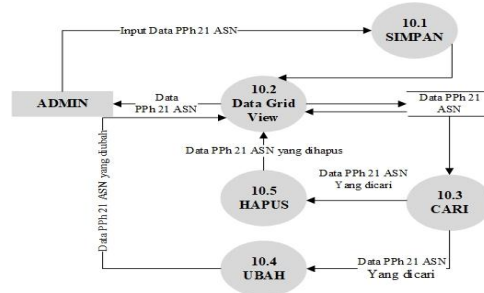 Input Data PPh 21 ASN
10.1
SIMPAN
ADMIN
Data
PPh 21 ASN
10.2
Data Grid
View
Data PPh 21
ASN
Data PPh 21 ASN yang dihapus
Data PPh 21 ASN yang diubah
Data PPh 21 ASN
Yang dicari
10.5
HAPUS
10.3
CARI
10.4
UBAH
Data PPh 21 ASN
Yang dicari